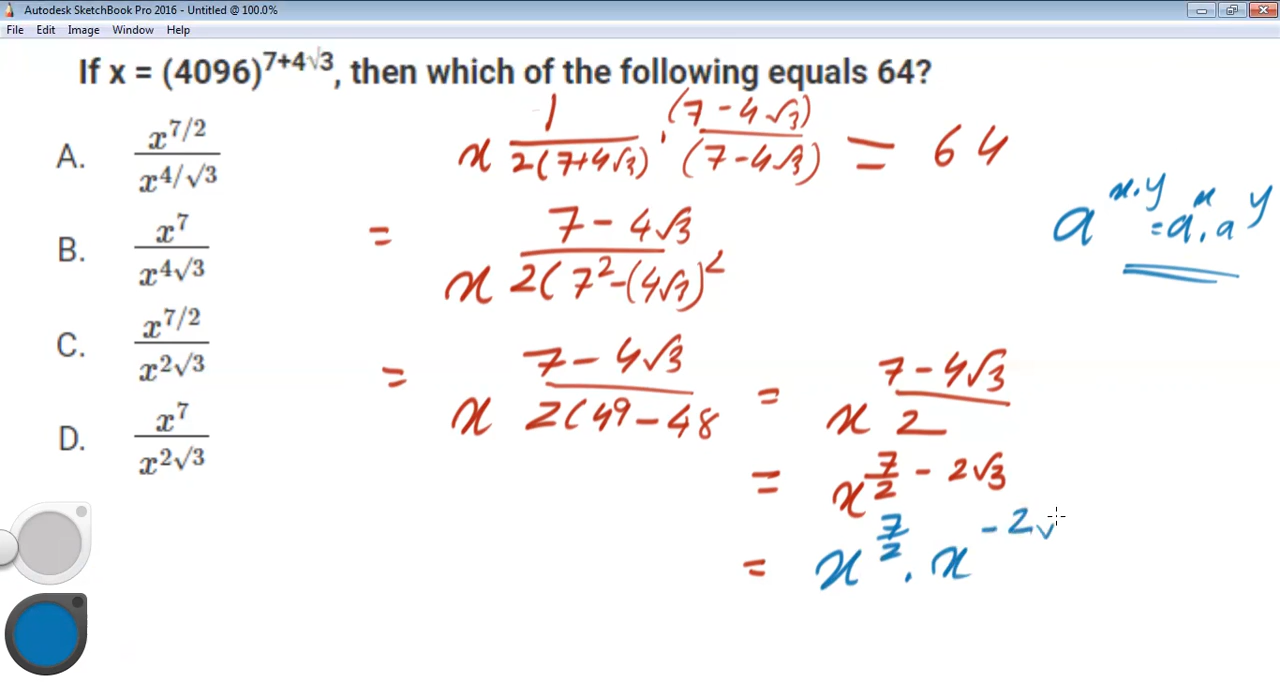 Autodesk SketchBook Pro 2016 - Untitled @ 100.0%
File Edit Image Window Help
If x = (4096)^{7+4√3}, then which of the following equals 64?
A. x^{7/2} / x^{4/√3}
B. x^7 / x^{4√3}
C. x^{7/2} / x^{2√3}
D. x^7 / x^{2√3}
x^{1 / 2(7+4√3) · (7-4√3) / (7-4√3)} = 64
= x^{7-4√3 / 2(7^2-(4√3)^2}
= x^{7-4√3 / 2(49-48} = x^{7-4√3 / 2}
= x^{7/2 - 2√3}
= x^{7/2} . x^{-2√
a^{x.y} = a^x . a^y